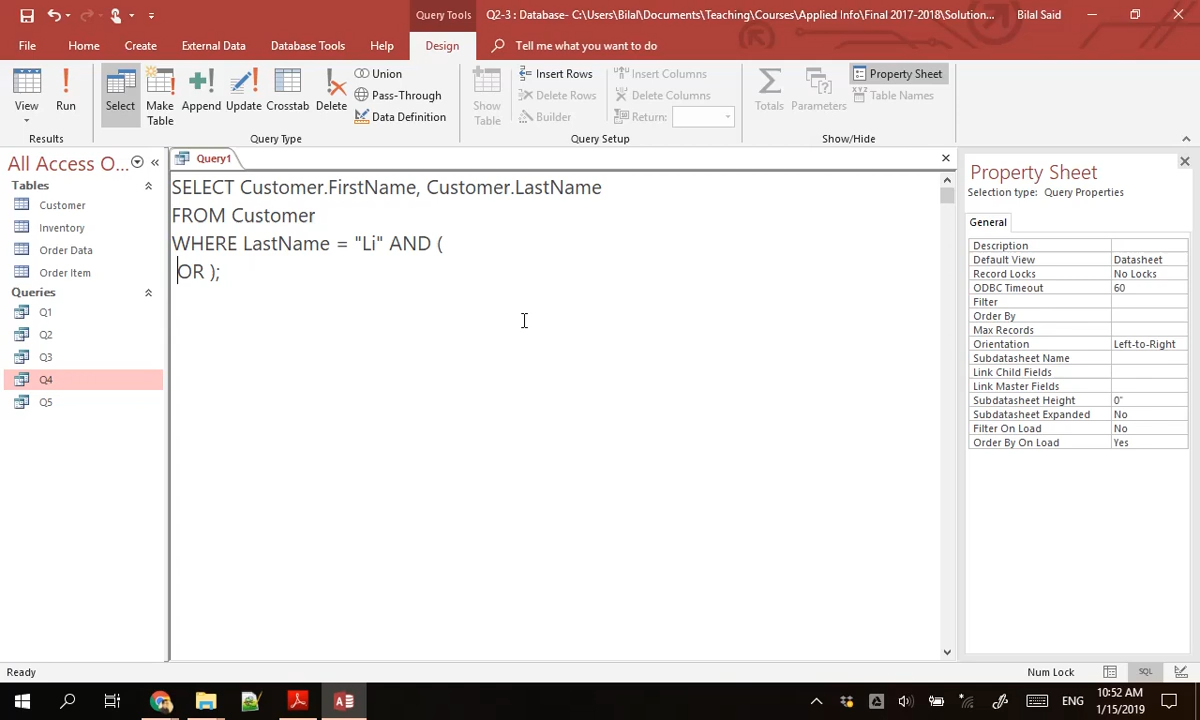 Query Tools
Q2-3 : Database- C:\Users\Bilal\Documents\Teaching\Courses\Applied Info\Final 2017-2018\Solution...
Bilal Said
File
Home
Create
External Data
Database Tools
Help
Design
Tell me what you want to do
View
Run
Select
Make Table
Append
Update
Crosstab
Delete
Union
Pass-Through
Data Definition
Show Table
Insert Rows
Delete Rows
Builder
Insert Columns
Delete Columns
Return:
Totals
Parameters
Property Sheet
Table Names
Results
Query Type
Query Setup
Show/Hide
All Access O...
Tables
Customer
Inventory
Order Data
Order Item
Queries
Q1
Q2
Q3
Q4
Q5
Query1
SELECT Customer.FirstName, Customer.LastName
FROM Customer
WHERE LastName = "Li" AND (
OR );
Property Sheet
Selection type: Query Properties
General
Description
Default View Datasheet
Record Locks No Locks
ODBC Timeout 60
Filter
Order By
Max Records
Orientation Left-to-Right
Subdatasheet Name
Link Child Fields
Link Master Fields
Subdatasheet Height 0"
Subdatasheet Expanded No
Filter On Load No
Order By On Load Yes
Ready
Num Lock
SQL
ENG
10:52 AM
1/15/2019